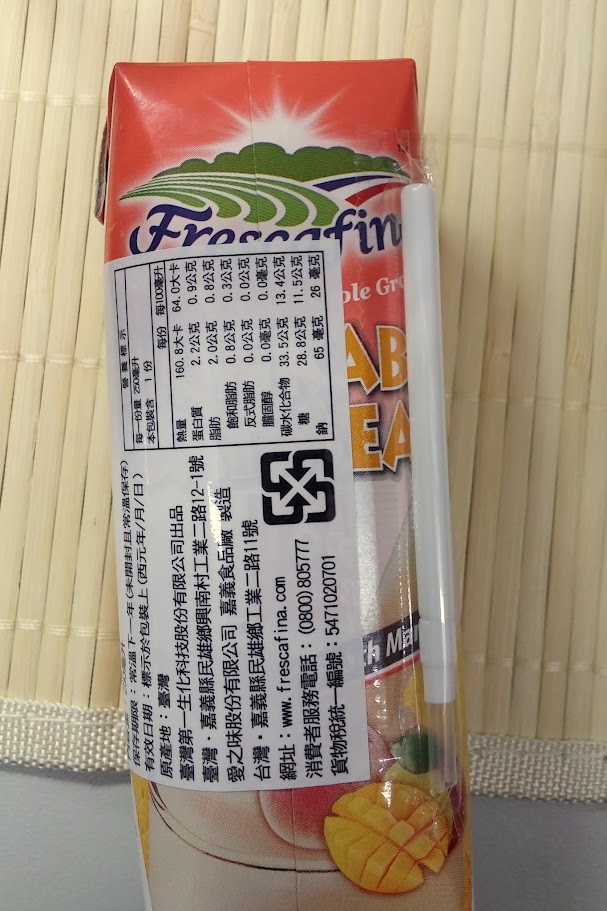 Frescafin
ole Gr
AB
EA
ch Ma
營養標示
每一份量 250毫升
本包裝含 1 份
每份 每100毫升
熱量 160.8大卡 64.0大卡
蛋白質 2.2公克 0.9公克
脂肪 2.0公克 0.8公克
飽和脂肪 0.8公克 0.3公克
反式脂肪 0.0公克 0.0公克
膽固醇 0.0毫克 0.0毫克
碳水化合物 33.5公克 13.4公克
糖 28.8公克 11.5公克
鈉 65 毫克 26 毫克
保存期限：常溫下一年(未開封且常溫保存)
有效日期：標示於包裝上(西元年/月/日)
原產地：臺灣
臺灣第一生化科技股份有限公司出品
臺灣・嘉義縣民雄鄉興南村工業二路12-1號
愛之味股份有限公司 嘉義食品廠 製造
台灣・嘉義縣民雄鄉工業二路11號
網址：www.frescafina.com
消費者服務電話：(0800)805777
貨物稅統一編號：5471020701